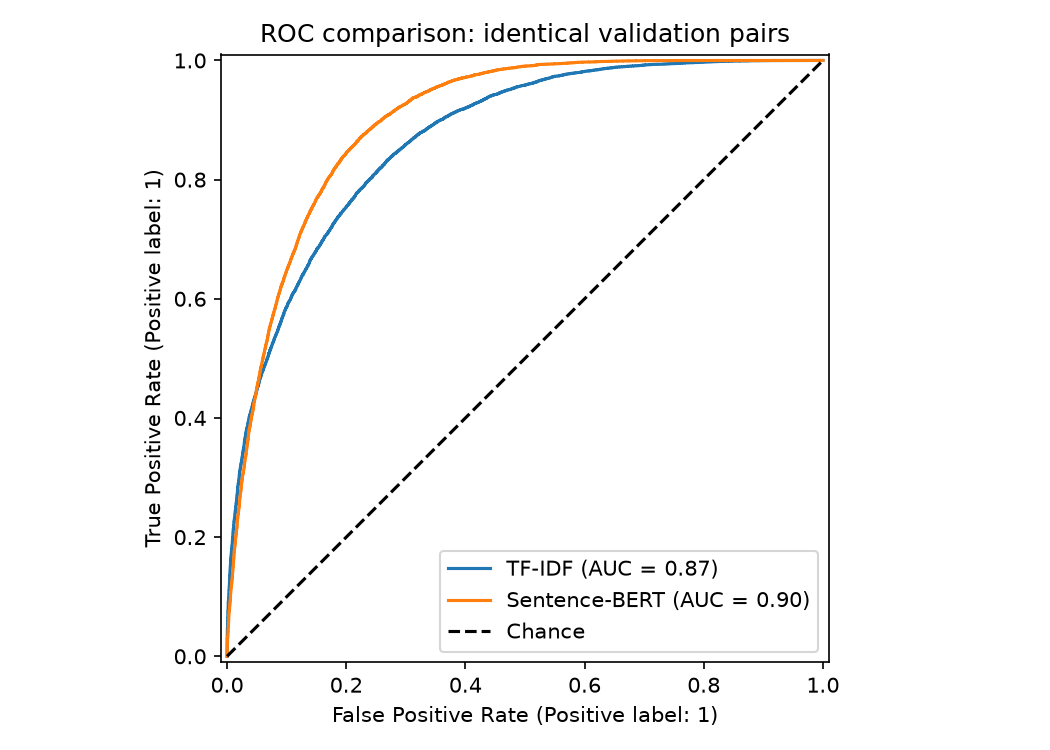 ROC comparison: identical validation pairs
True Positive Rate (Positive label: 1)
1.0
0.8
0.6
0.4
0.2
0.0
TF-IDF (AUC = 0.87)
Sentence-BERT (AUC = 0.90)
Chance
0.0 0.2 0.4 0.6 0.8 1.0
False Positive Rate (Positive label: 1)